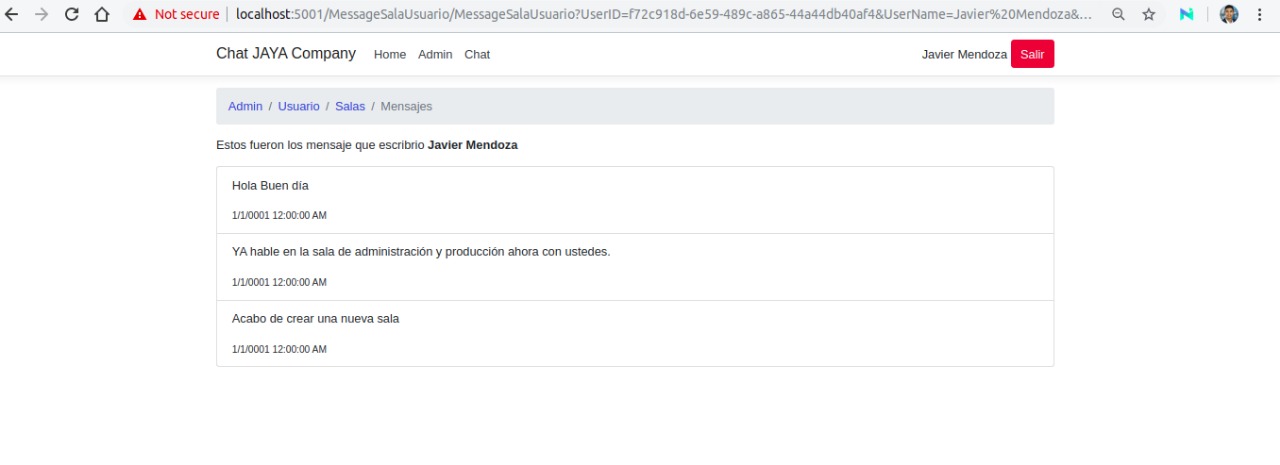 Not secure localhost:5001/MessageSalaUsuario/MessageSalaUsuario?UserID=f72c918d-6e59-489c-a865-44a44db40af4&UserName=Javier%20Mendoza&...
Chat JAYA Company Home Admin Chat Javier Mendoza Salir
Admin / Usuario / Salas / Mensajes
Estos fueron los mensaje que escribrio Javier Mendoza
Hola Buen día
1/1/0001 12:00:00 AM
YA hable en la sala de administración y producción ahora con ustedes.
1/1/0001 12:00:00 AM
Acabo de crear una nueva sala
1/1/0001 12:00:00 AM